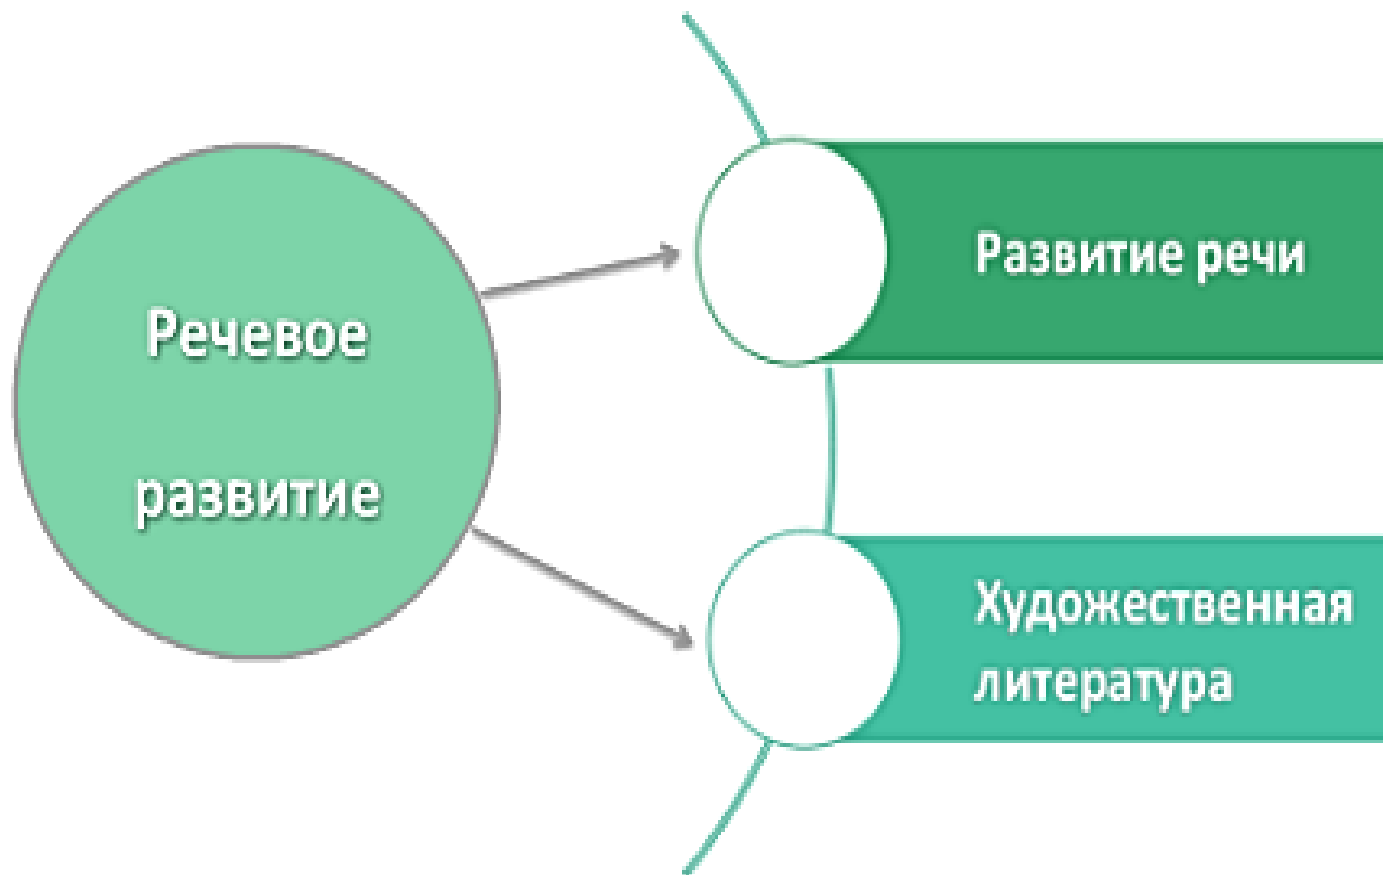 Речевое
развитие
Развитие речи
Художественная
литература